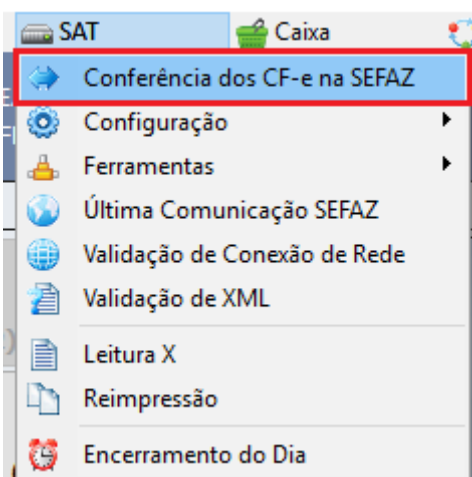 SAT Caixa
Conferência dos CF-e na SEFAZ
Configuração
Ferramentas
Última Comunicação SEFAZ
Validação de Conexão de Rede
Validação de XML
Leitura X
Reimpressão
Encerramento do Dia